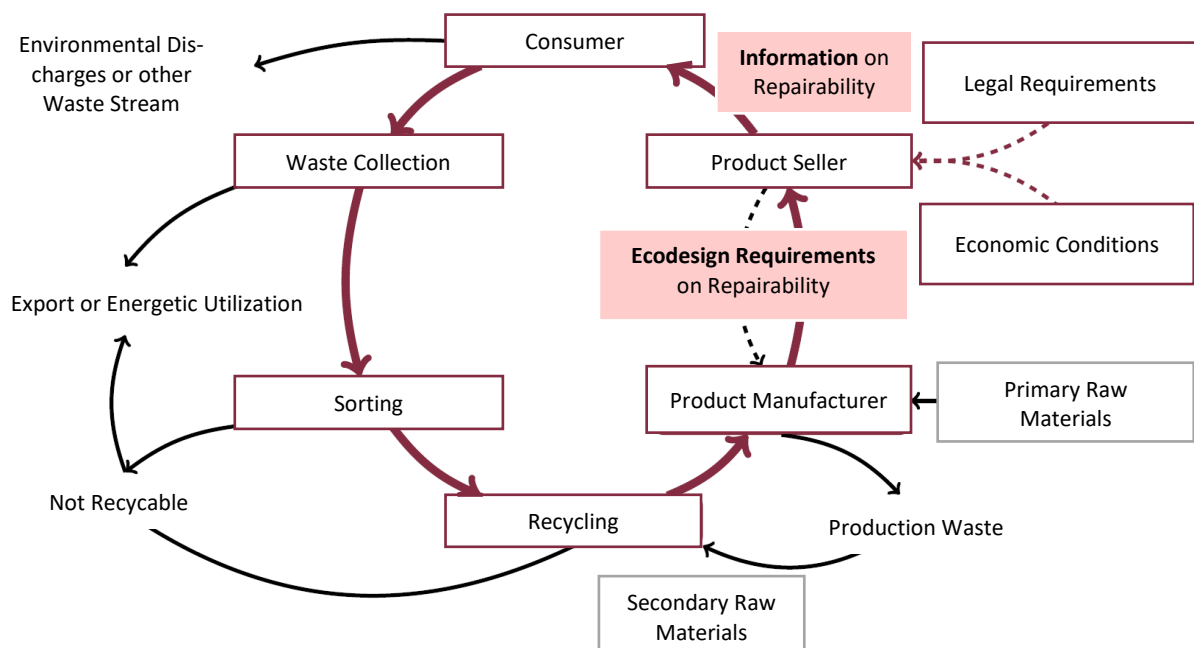 Environmental Dis-
charges or other
Waste Stream
Consumer
Information on
Repairability
Legal Requirements
Waste Collection
Product Seller
Economic Conditions
Ecodesign Requirements
on Repairability
Export or Energetic Utilization
Sorting
Product Manufacturer
Primary Raw
Materials
Not Recycable
Recycling
Production Waste
Secondary Raw
Materials